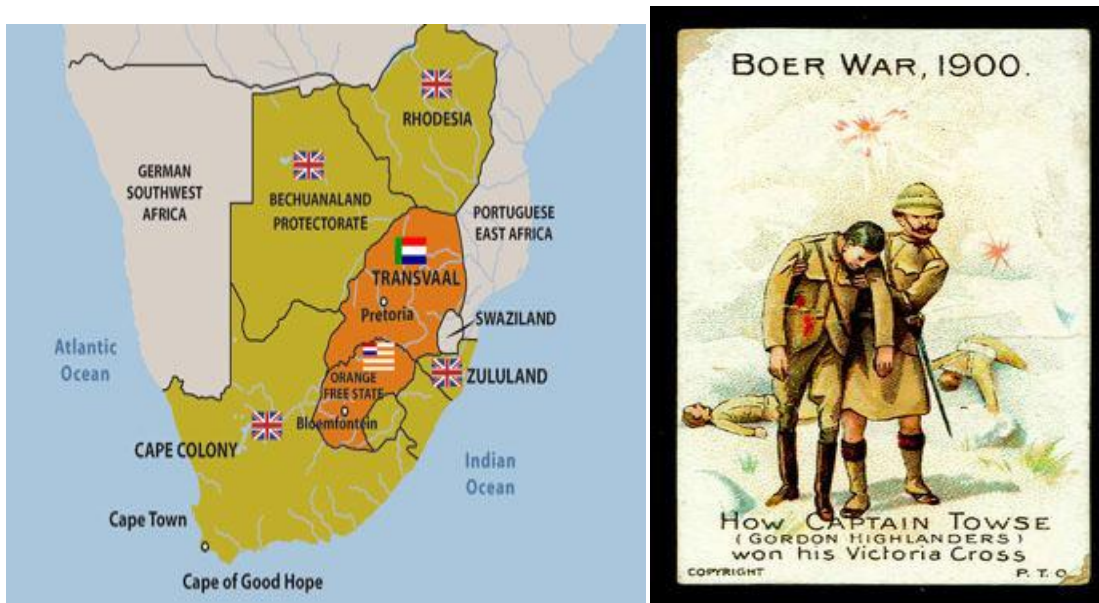 RHODESIA
GERMAN
SOUTHWEST
AFRICA
BECHUANALAND
PROTECTORATE
PORTUGUESE
EAST AFRICA
TRANSVAAL
Pretoria
SWAZILAND
Atlantic
Ocean
ORANGE
FREE STATE
ZULULAND
Bloemfontein
CAPE COLONY
Indian
Ocean
Cape Town
Cape of Good Hope
BOER WAR, 1900.
HOW CAPTAIN TOWSE
(GORDON HIGHLANDERS)
won his Victoria Cross
COPYRIGHT
P. T. O.